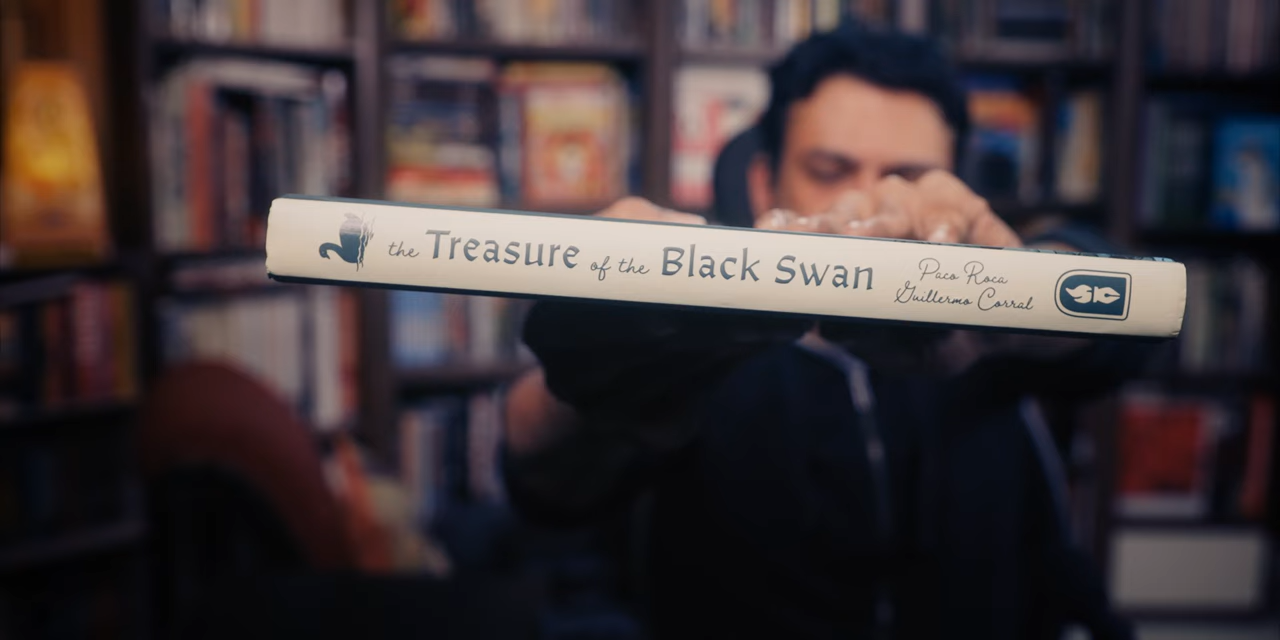 the Treasure of the Black Swan
Paco Roca
Guillermo Corral